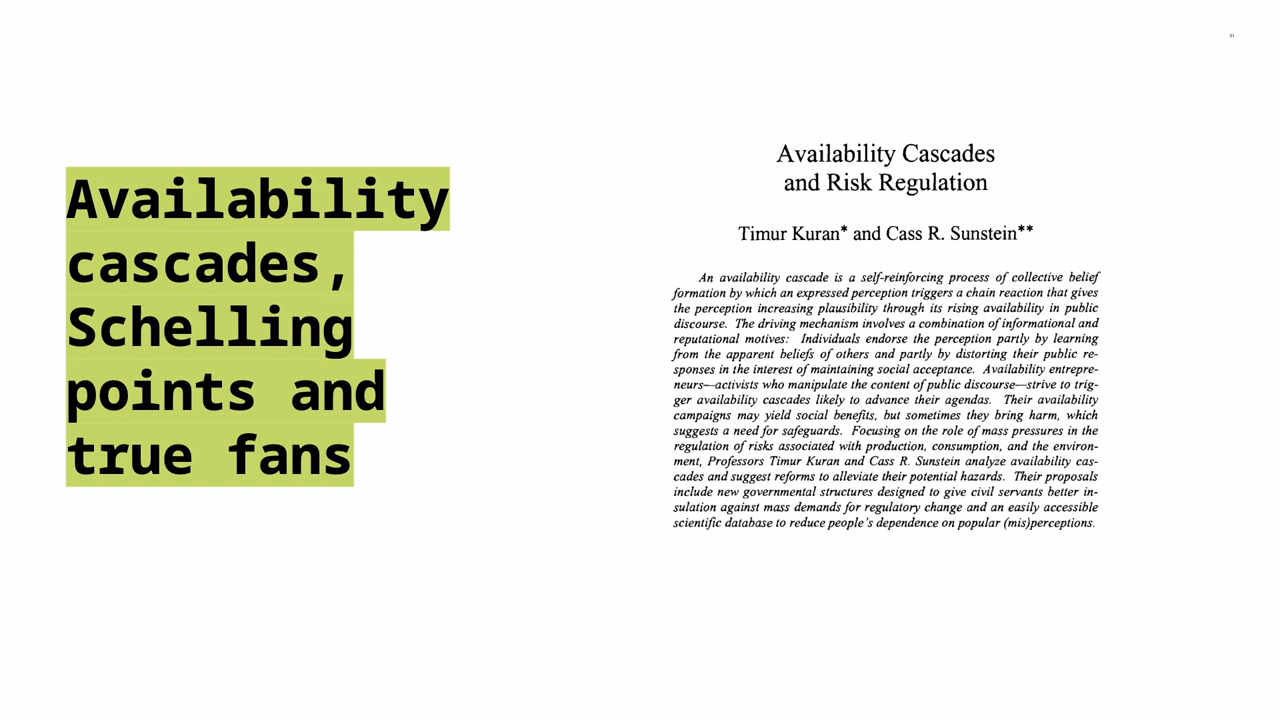 Availability
cascades,
Schelling
points and
true fans
Availability Cascades
and Risk Regulation
Timur Kuran* and Cass R. Sunstein**
An availability cascade is a self-reinforcing process of collective belief
formation by which an expressed perception triggers a chain reaction that gives
the perception increasing plausibility through its rising availability in public
discourse. The driving mechanism involves a combination of informational and
reputational motives: Individuals endorse the perception partly by learning
from the apparent beliefs of others and partly by distorting their public re-
sponses in the interest of maintaining social acceptance. Availability entrepre-
neurs—activists who manipulate the content of public discourse—strive to trig-
ger availability cascades likely to advance their agendas. Their availability
campaigns may yield social benefits, but sometimes they bring harm, which
suggests a need for safeguards. Focusing on the role of mass pressures in the
regulation of risks associated with production, consumption, and the environ-
ment, Professors Timur Kuran and Cass R. Sunstein analyze availability cas-
cades and suggest reforms to alleviate their potential hazards. Their proposals
include new governmental structures designed to give civil servants better in-
sulation against mass demands for regulatory change and an easily accessible
scientific database to reduce people's dependence on popular (mis)perceptions.